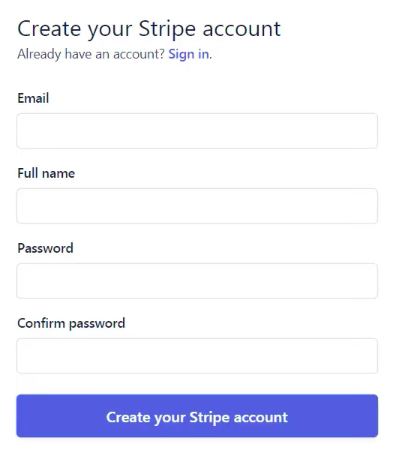 Create your Stripe account
Already have an account? Sign in.
Email
Full name
Password
Confirm password
Create your Stripe account